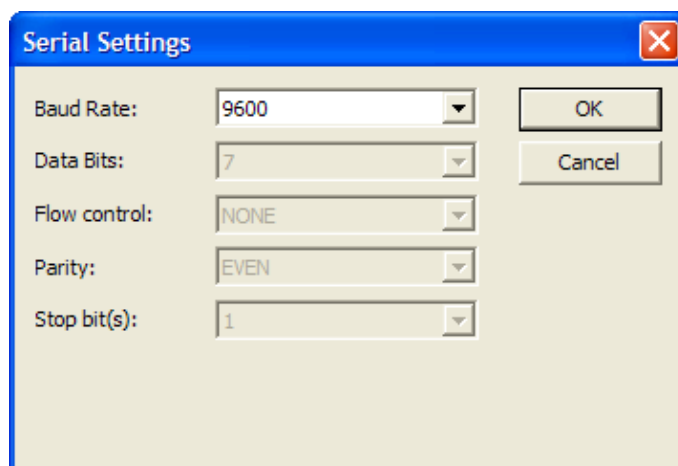 Serial Settings
Baud Rate: 9600 OK
Data Bits: 7 Cancel
Flow control: NONE
Parity: EVEN
Stop bit(s): 1